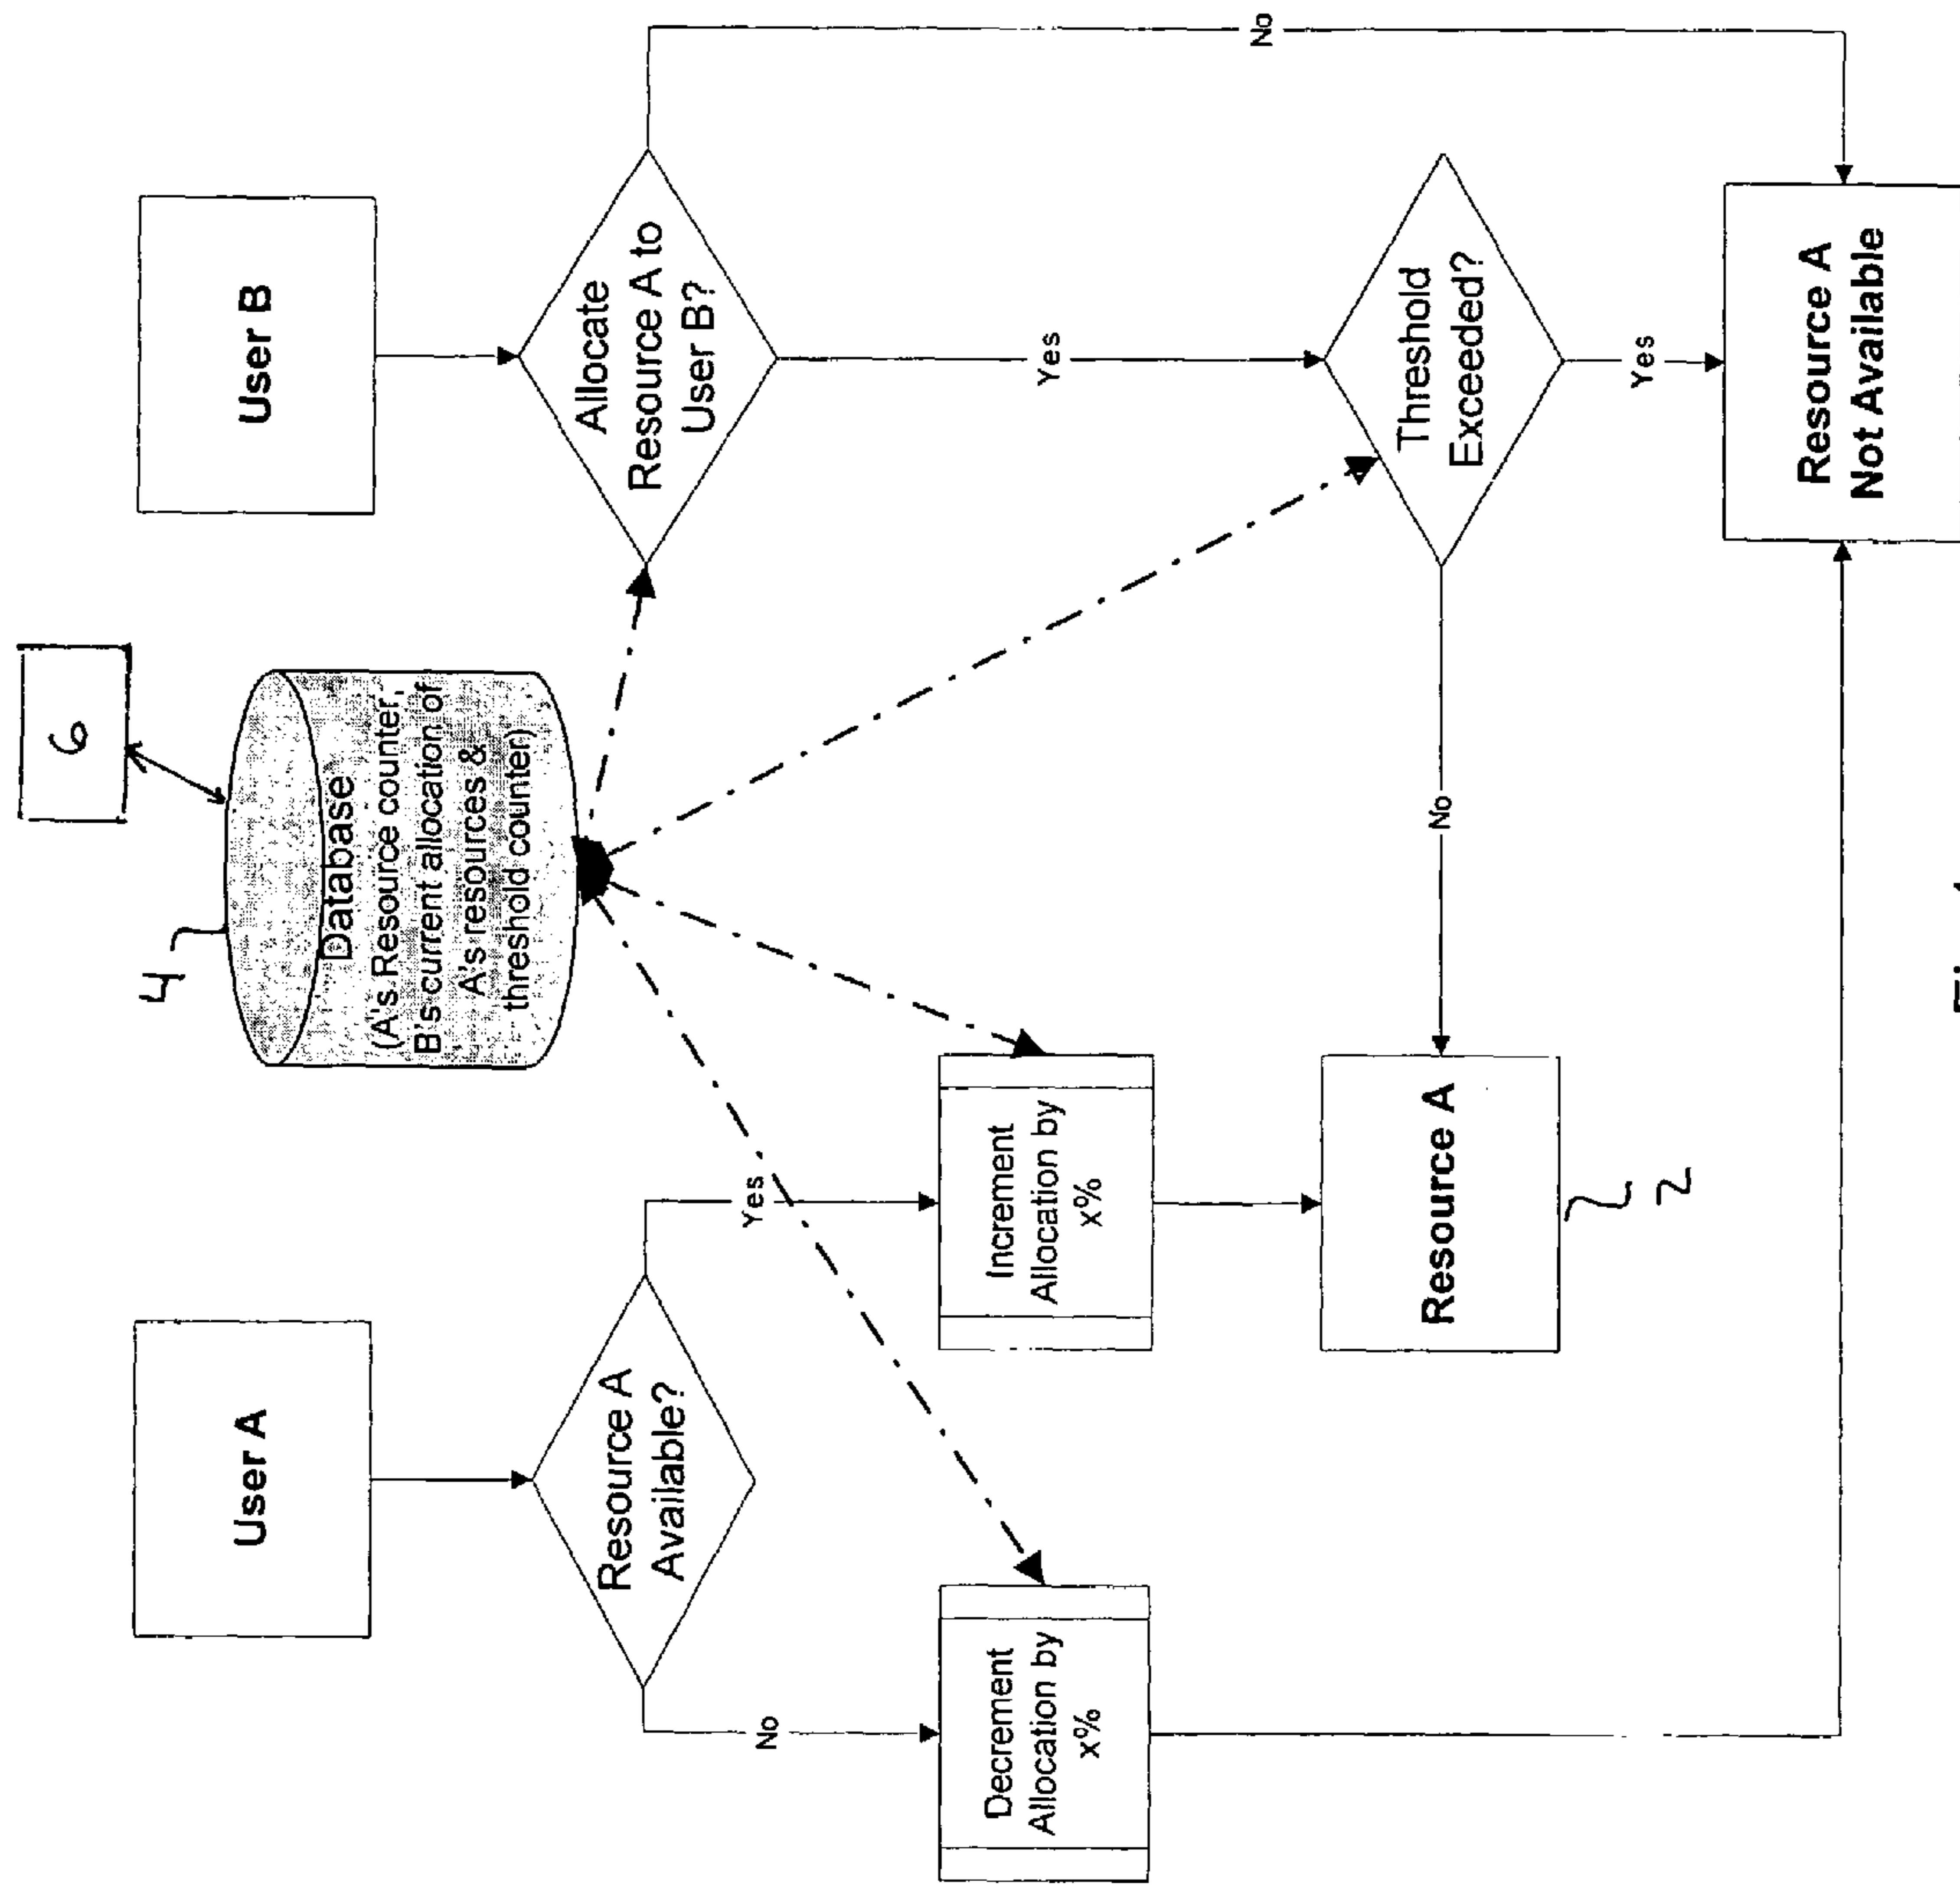 6
4
Database
(A's Resource counter,
B's current allocation of
A's resources &
threshold counter)
User A
User B
Resource A
Available?
Allocate
Resource A to
User B?
No
Yes
Yes
No
Decrement
Allocation by
x%
Increment
Allocation by
x%
Threshold
Exceeded?
No
Yes
Resource A
2
Resource A
Not Available